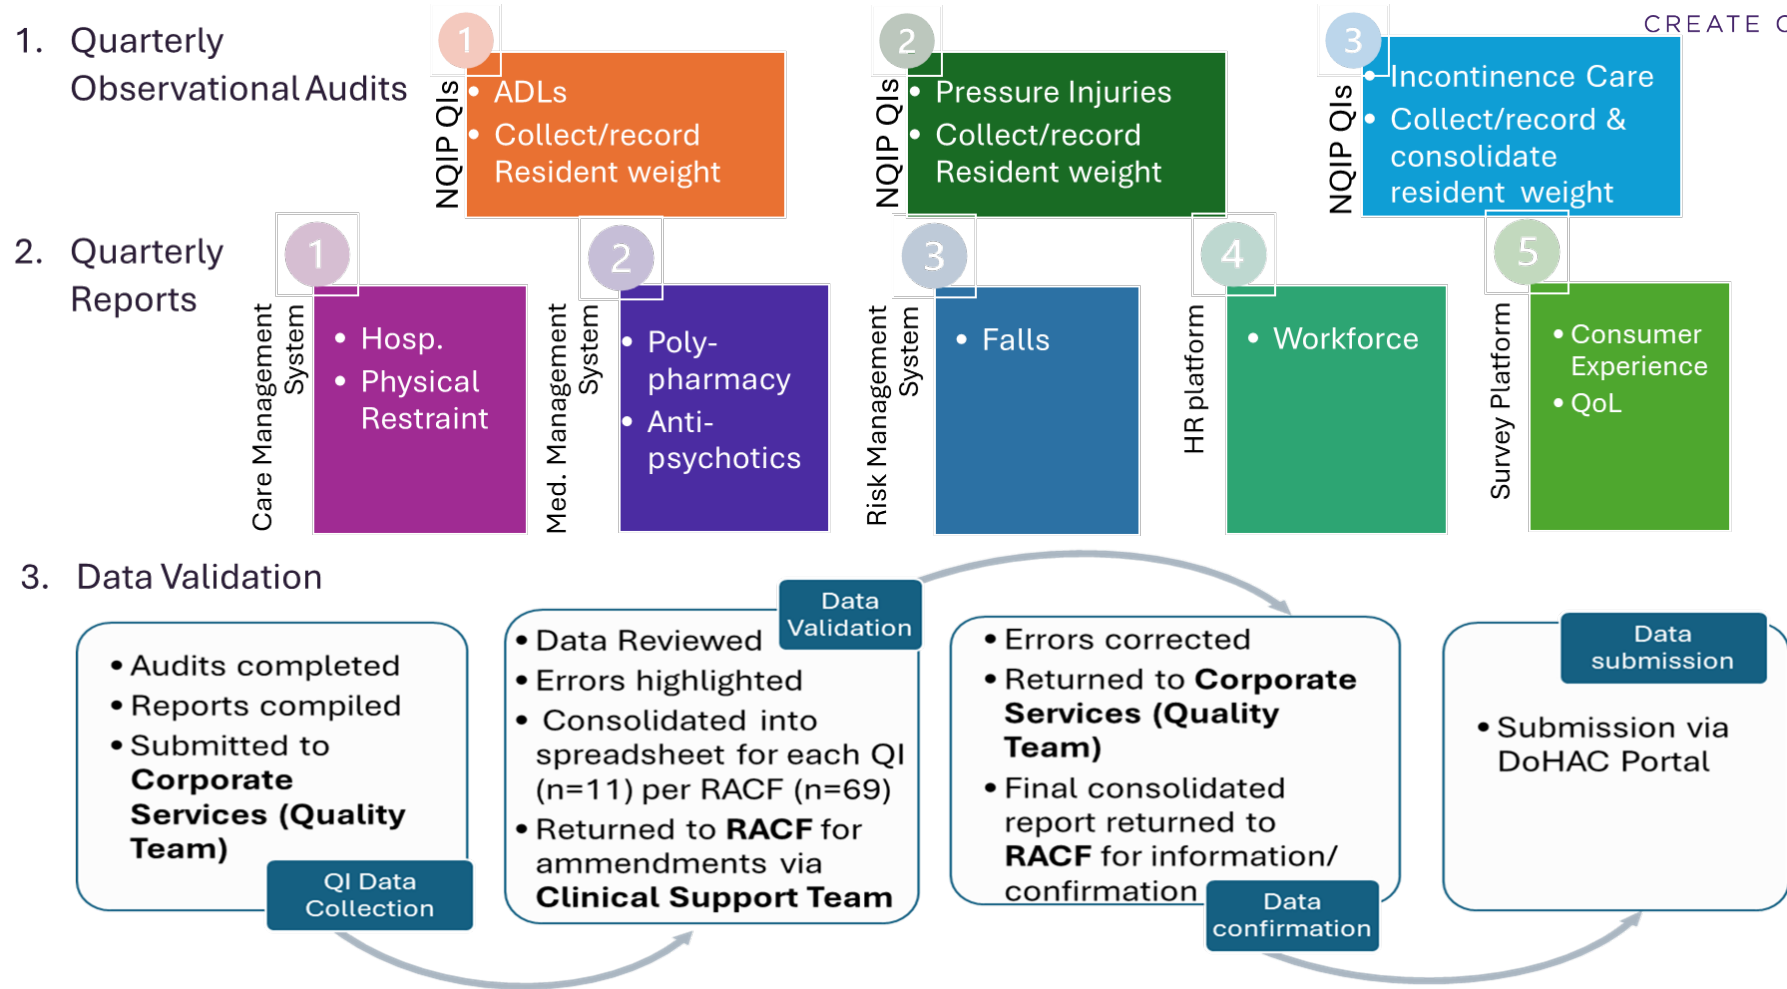 CREATE C
1. Quarterly
Observational Audits
1
NQIP QIs
• ADLs
• Collect/record
Resident weight
2
NQIP QIs
• Pressure Injuries
• Collect/record
Resident weight
3
NQIP QIs
• Incontinence Care
• Collect/record &
consolidate
resident weight
2. Quarterly
Reports
1
Care Management
System
• Hosp.
• Physical
Restraint
2
Med. Management
System
• Poly-
pharmacy
• Anti-
psychotics
3
Risk Management
System
• Falls
4
HR platform
• Workforce
5
Survey Platform
• Consumer
Experience
• QoL
3. Data Validation
• Audits completed
• Reports compiled
• Submitted to
Corporate
Services (Quality
Team)
QI Data
Collection
Data
Validation
• Data Reviewed
• Errors highlighted
• Consolidated into
spreadsheet for each QI
(n=11) per RACF (n=69)
• Returned to RACF for
ammendments via
Clinical Support Team
• Errors corrected
• Returned to Corporate
Services (Quality
Team)
• Final consolidated
report returned to
RACF for information/
confirmation
Data
confirmation
Data
submission
• Submission via
DoHAC Portal